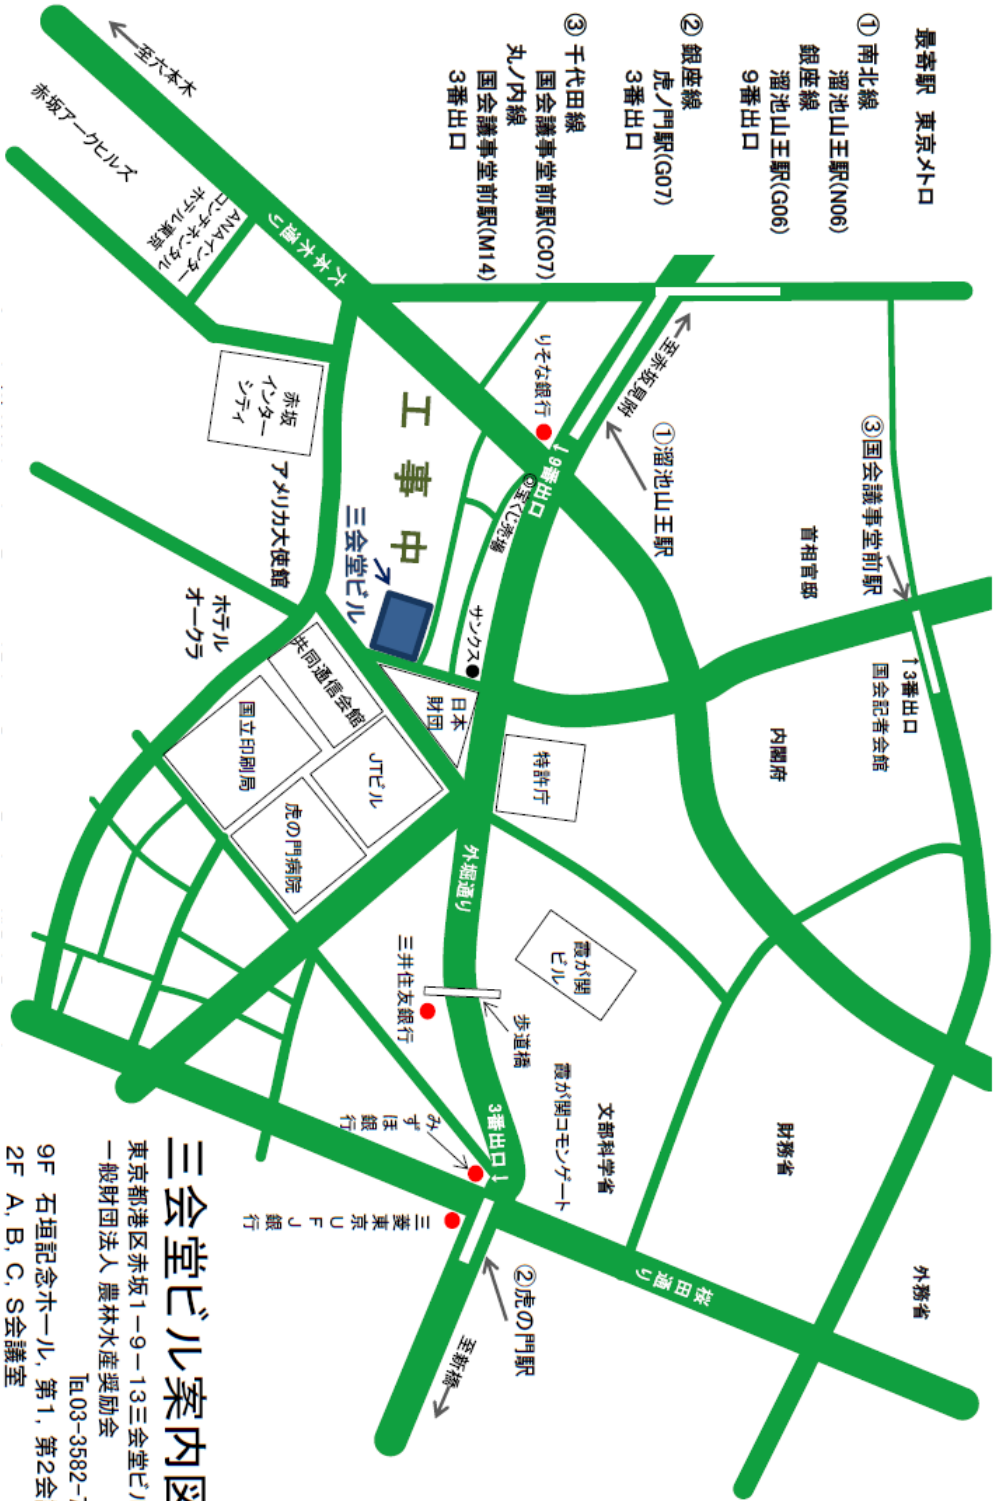 最寄駅 東京メトロ
① 南北線
溜池山王駅(N06)
銀座線
溜池山王駅(G06)
9番出口
② 銀座線
虎ノ門駅(G07)
3番出口
③ 千代田線
国会議事堂前駅(C07)
丸ノ内線
国会議事堂前駅(M14)
3番出口
至六本木
赤坂アークヒルズ
ANAインター
コンチネンタル
ホテル東京
六本木通り
りそな銀行
至赤坂見附
①溜池山王駅
③国会議事堂前駅
首相官邸
↑3番出口
国会記者会館
内閣府
↑9番出口
◎宝くじ売場
工事中
三会堂ビル
サンクス
赤坂
インター
シティ
アメリカ大使館
ホテル
オークラ
共同通信会館
日本
財団
国立印刷局
JTビル
虎の門病院
特許庁
外堀通り
霞が関
ビル
三井住友銀行
歩道橋
霞が関コモンゲート
文部科学省
財務省
外務省
3番出口↑
みずほ銀行
三菱東京UFJ銀行
②虎の門駅
至新橋
桜田通り
三会堂ビル案内図
東京都港区赤坂1-9-13三会堂ビル
一般財団法人 農林水産奨励会
TEL03-3582-7
9F 石垣記念ホール, 第1, 第2会
2F A, B, C, S会議室